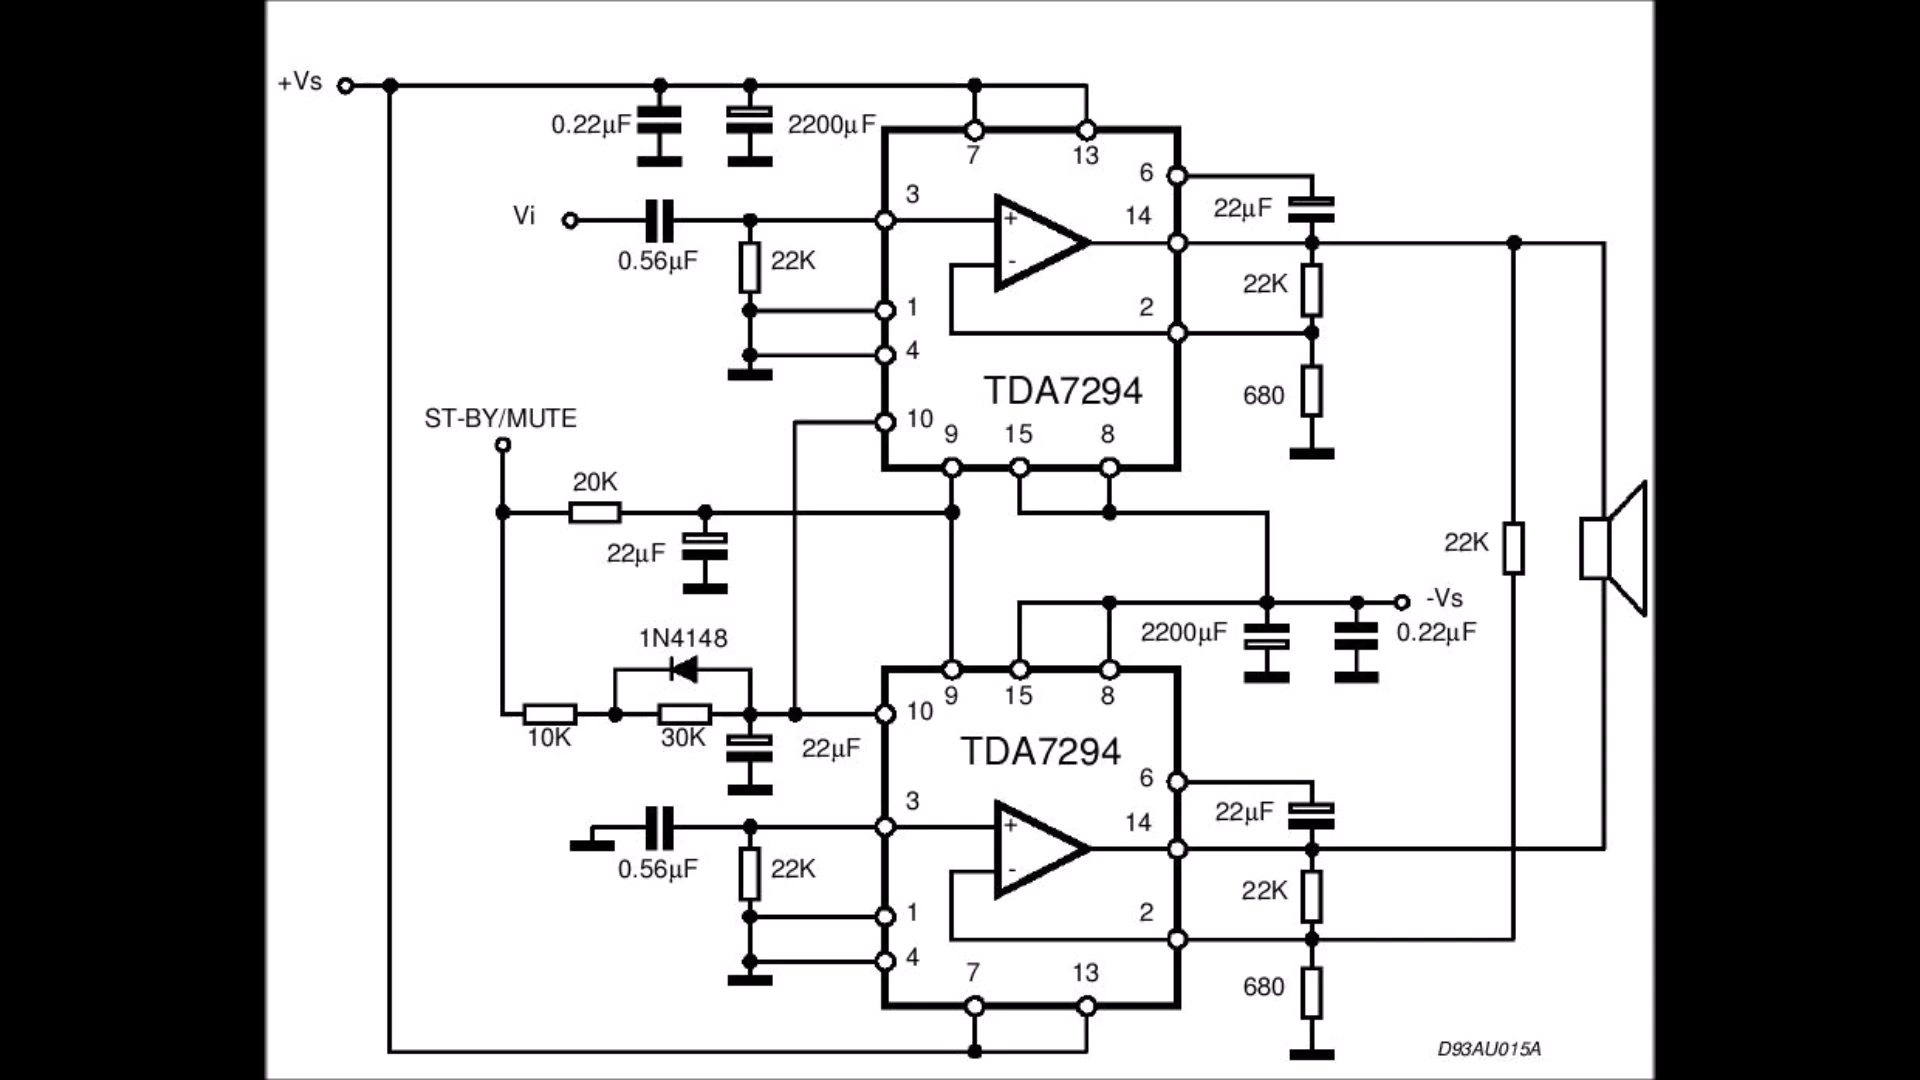 +Vs
0.22µF
2200µF
7
13
6
3
Vi
14
22µF
+
0.56µF
22K
-
22K
1
2
4
TDA7294
680
ST-BY/MUTE
10
9
15
8
20K
22µF
22K
-Vs
1N4148
2200µF
0.22µF
9
15
8
10
10K
30K
22µF
TDA7294
6
3
14
22µF
+
0.56µF
22K
-
22K
1
2
4
7
13
680
D93AU015A